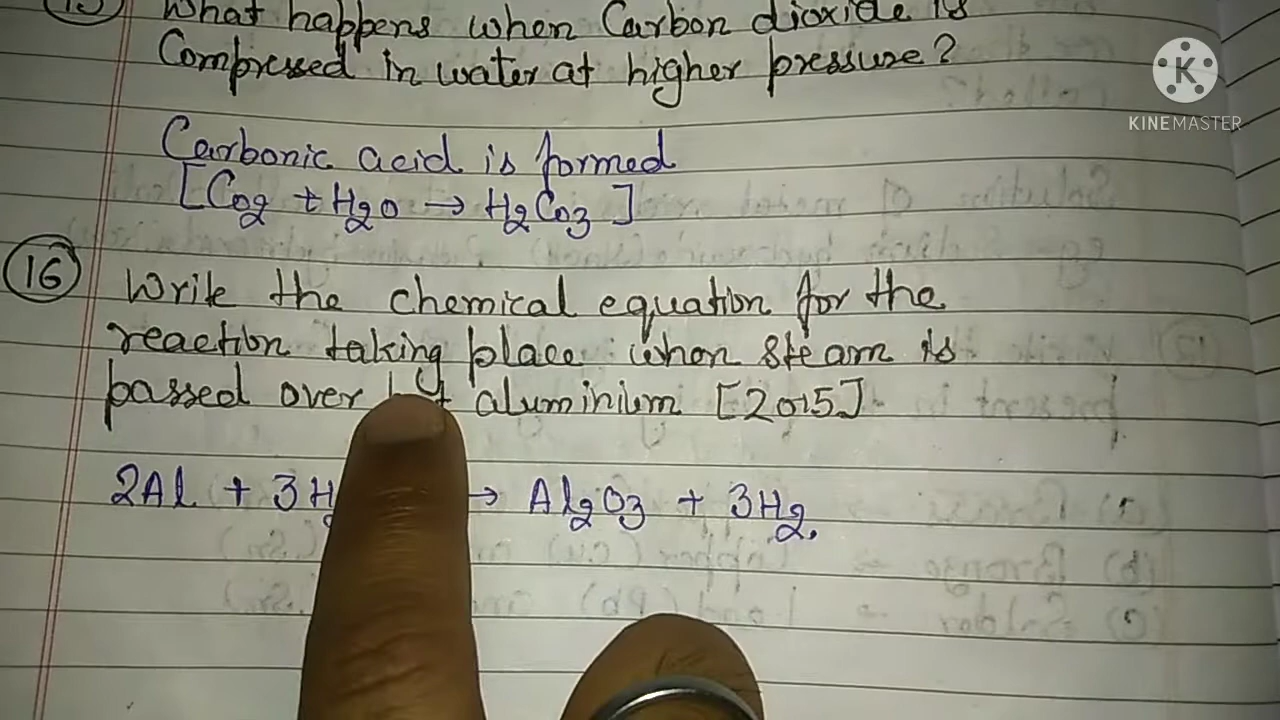 What happens when Carbon dioxide is
Compressed in water at higher pressure?
Carbonic acid is formed
[Co2 + H2O → H2Co3]
16 Write the chemical equation for the
reaction taking place when steam is
passed over aluminium [2015]
2Al + 3H → Al2O3 + 3H2.
KINEMASTER